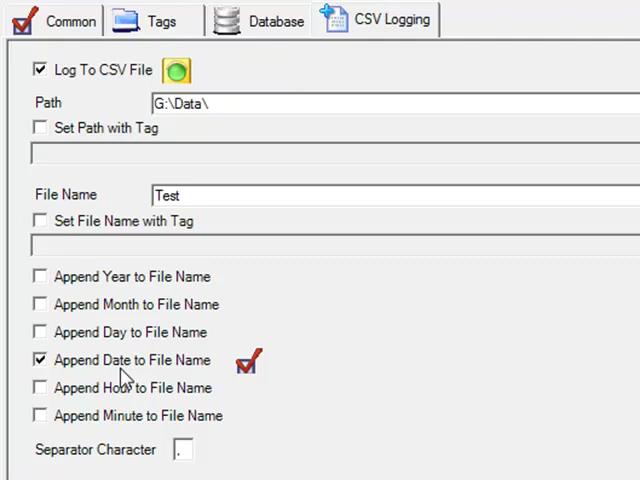 Common Tags Database CSV Logging
Log To CSV File
Path G:\Data\
Set Path with Tag
File Name Test
Set File Name with Tag
Append Year to File Name
Append Month to File Name
Append Day to File Name
Append Date to File Name
Append Hour to File Name
Append Minute to File Name
Separator Character .